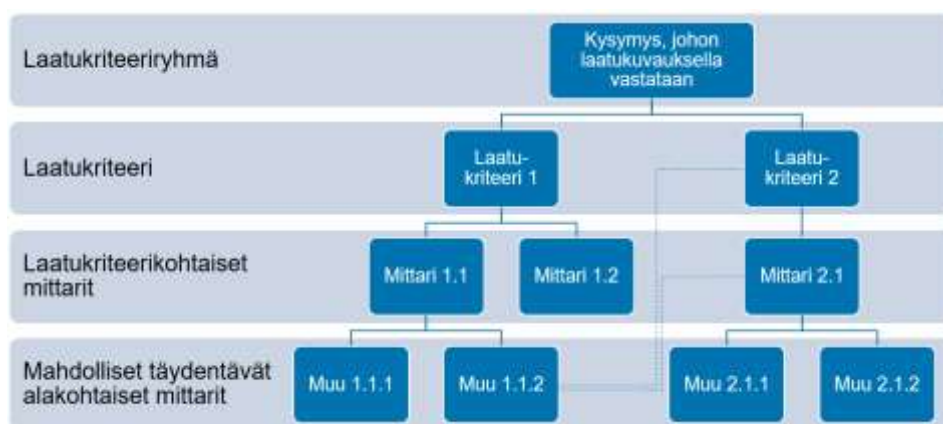 Laatukriteeriryhmä
Kysymys, johon
laatukuvauksella
vastataan
Laatukriteeri
Laatu-
kriteeri 1
Laatu-
kriteeri 2
Laatukriteerikohtaiset
mittarit
Mittari 1.1
Mittari 1.2
Mittari 2.1
Mahdolliset täydentävät
alakohtaiset mittarit
Muu 1.1.1
Muu 1.1.2
Muu 2.1.1
Muu 2.1.2